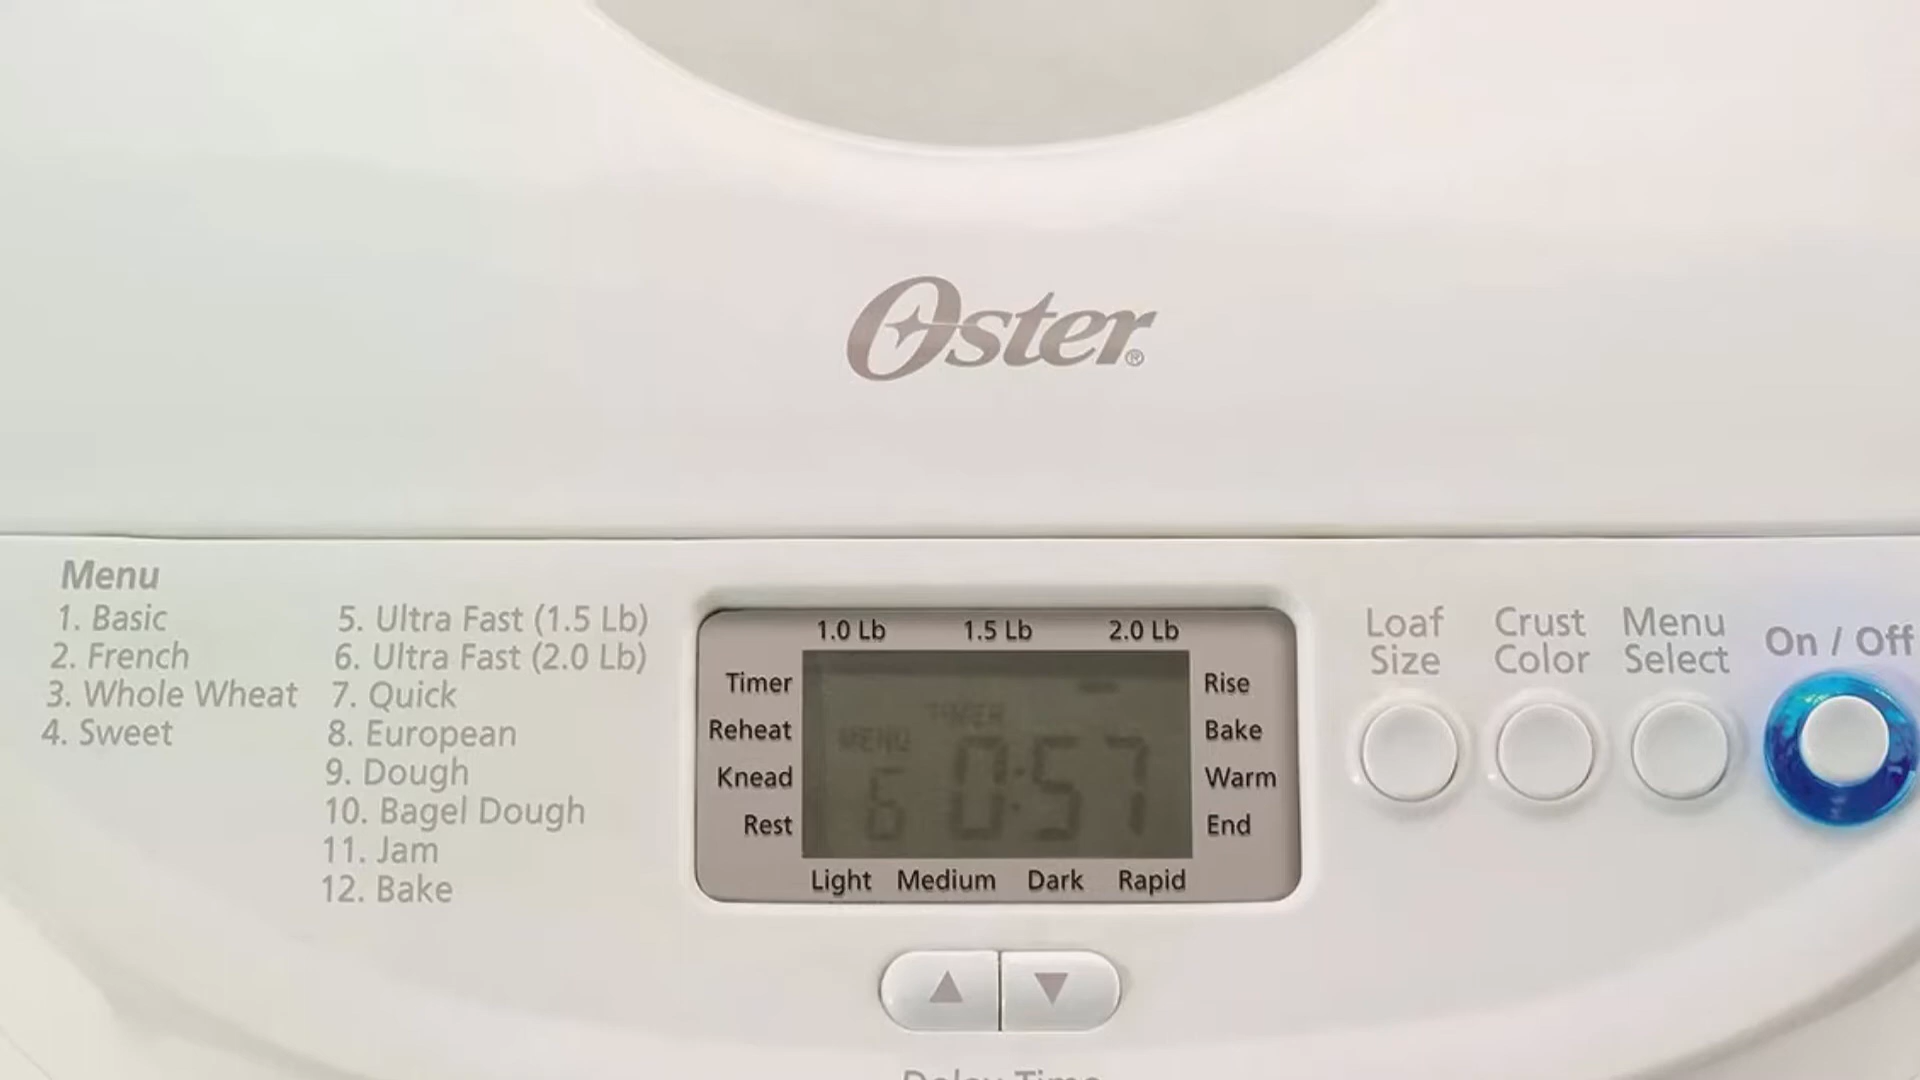 Oster®
Menu
1. Basic
2. French
3. Whole Wheat
4. Sweet
5. Ultra Fast (1.5 Lb)
6. Ultra Fast (2.0 Lb)
7. Quick
8. European
9. Dough
10. Bagel Dough
11. Jam
12. Bake
1.0 Lb 1.5 Lb 2.0 Lb
Timer
Reheat
Knead
Rest
TIMER
MENU
6 0:57
Rise
Bake
Warm
End
Light Medium Dark Rapid
Loaf
Size
Crust
Color
Menu
Select
On / Off
Delay Time